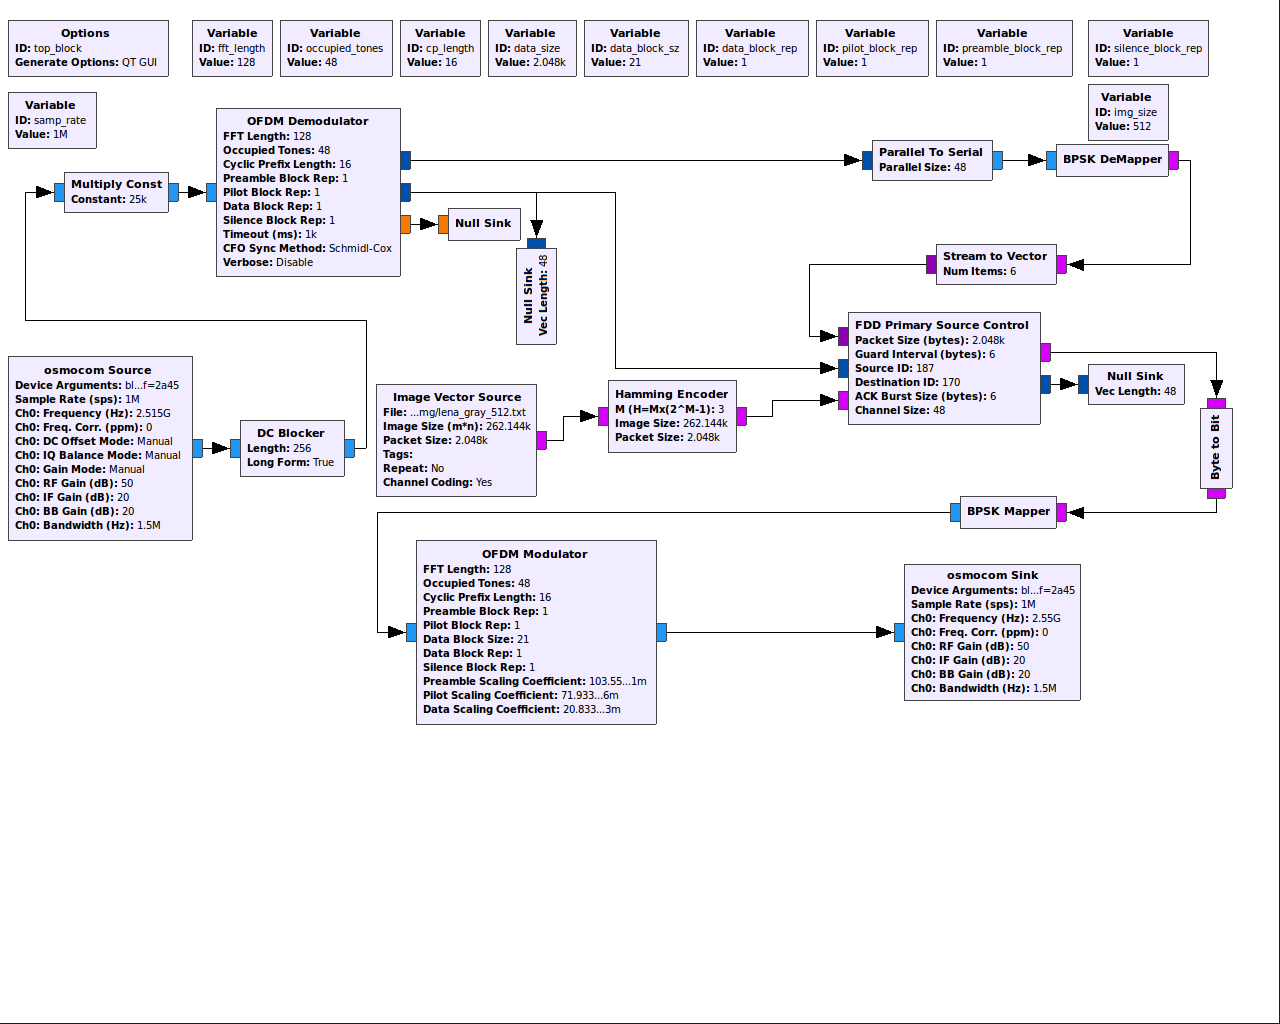 Options
ID: top_block
Generate Options: QT GUI
Variable
ID: fft_length
Value: 128
Variable
ID: occupied_tones
Value: 48
Variable
ID: cp_length
Value: 16
Variable
ID: data_size
Value: 2.048k
Variable
ID: data_block_sz
Value: 21
Variable
ID: data_block_rep
Value: 1
Variable
ID: pilot_block_rep
Value: 1
Variable
ID: preamble_block_rep
Value: 1
Variable
ID: silence_block_rep
Value: 1
Variable
ID: samp_rate
Value: 1M
Variable
ID: img_size
Value: 512
Multiply Const
Constant: 25k
OFDM Demodulator
FFT Length: 128
Occupied Tones: 48
Cyclic Prefix Length: 16
Preamble Block Rep: 1
Pilot Block Rep: 1
Data Block Rep: 1
Silence Block Rep: 1
Timeout (ms): 1k
CFO Sync Method: Schmidl-Cox
Verbose: Disable
Null Sink
Null Sink
Vec Length: 48
Parallel To Serial
Parallel Size: 48
BPSK DeMapper
Stream to Vector
Num Items: 6
FDD Primary Source Control
Packet Size (bytes): 2.048k
Guard Interval (bytes): 6
Source ID: 187
Destination ID: 170
ACK Burst Size (bytes): 6
Channel Size: 48
Null Sink
Vec Length: 48
osmocom Source
Device Arguments: bl...f=2a45
Sample Rate (sps): 1M
Ch0: Frequency (Hz): 2.515G
Ch0: Freq. Corr. (ppm): 0
Ch0: DC Offset Mode: Manual
Ch0: IQ Balance Mode: Manual
Ch0: Gain Mode: Manual
Ch0: RF Gain (dB): 50
Ch0: IF Gain (dB): 20
Ch0: BB Gain (dB): 20
Ch0: Bandwidth (Hz): 1.5M
DC Blocker
Length: 256
Long Form: True
Image Vector Source
File: ...mg/lena_gray_512.txt
Image Size (m*n): 262.144k
Packet Size: 2.048k
Tags:
Repeat: No
Channel Coding: Yes
Hamming Encoder
M (H=Mx(2^M-1): 3
Image Size: 262.144k
Packet Size: 2.048k
Byte to Bit
BPSK Mapper
OFDM Modulator
FFT Length: 128
Occupied Tones: 48
Cyclic Prefix Length: 16
Preamble Block Rep: 1
Pilot Block Rep: 1
Data Block Size: 21
Data Block Rep: 1
Silence Block Rep: 1
Preamble Scaling Coefficient: 103.55...1m
Pilot Scaling Coefficient: 71.933...6m
Data Scaling Coefficient: 20.833...3m
osmocom Sink
Device Arguments: bl...f=2a45
Sample Rate (sps): 1M
Ch0: Frequency (Hz): 2.55G
Ch0: Freq. Corr. (ppm): 0
Ch0: RF Gain (dB): 50
Ch0: IF Gain (dB): 20
Ch0: BB Gain (dB): 20
Ch0: Bandwidth (Hz): 1.5M